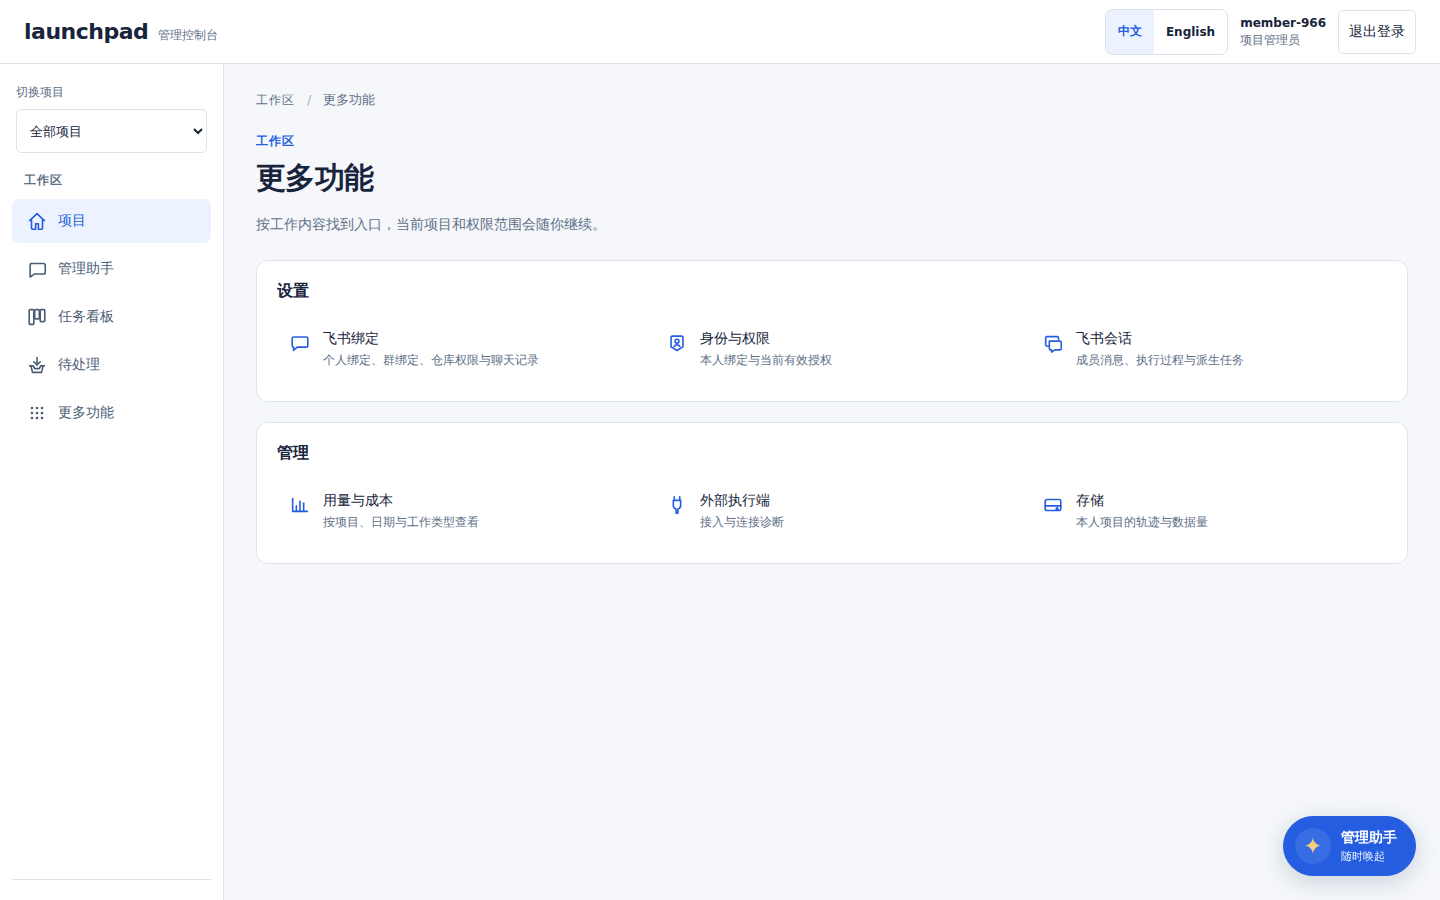 launchpad 管理控制台
中文 English
member-966
项目管理员
退出登录
切换项目
全部项目
工作区
项目
管理助手
任务看板
待处理
更多功能
工作区 / 更多功能
工作区
更多功能
按工作内容找到入口，当前项目和权限范围会随你继续。
设置
飞书绑定
个人绑定、群绑定、仓库权限与聊天记录
身份与权限
本人绑定与当前有效授权
飞书会话
成员消息、执行过程与派生任务
管理
用量与成本
按项目、日期与工作类型查看
外部执行端
接入与连接诊断
存储
本人项目的轨迹与数据量
管理助手
随时唤起